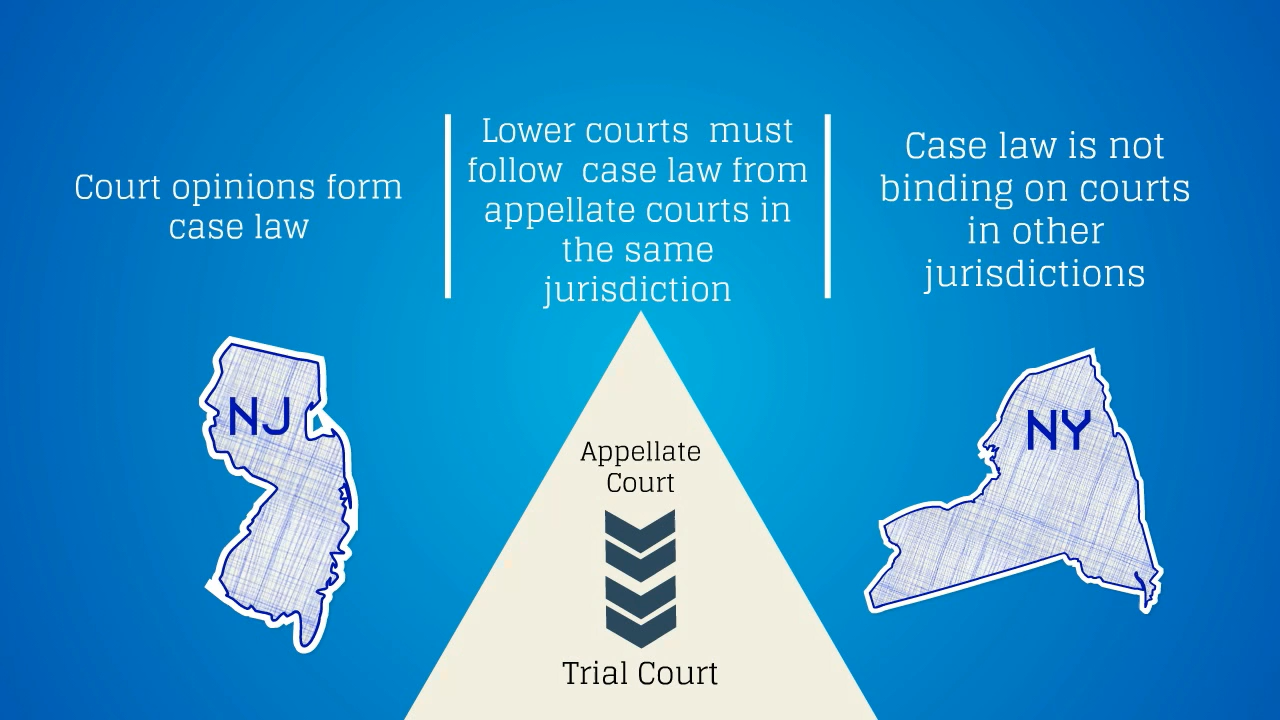 Court opinions form
case law
Lower courts  must
follow  case law from
appellate courts in
the same
jurisdiction
Case law is not
binding on courts
in other
jurisdictions
NJ
Appellate
Court
Trial Court
NY